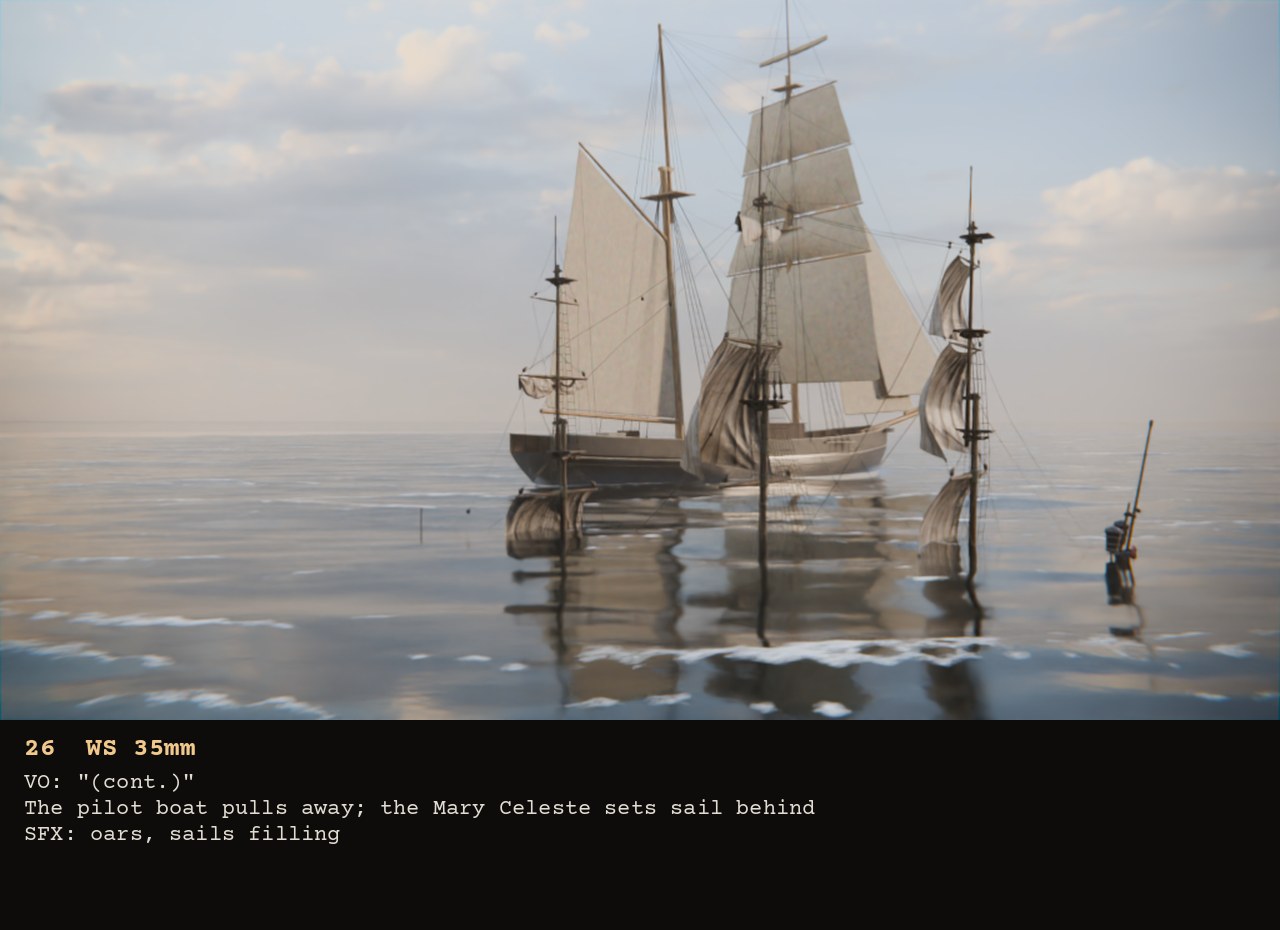 26  WS 35mm
VO: "(cont.)"
The pilot boat pulls away; the Mary Celeste sets sail behind
SFX: oars, sails filling